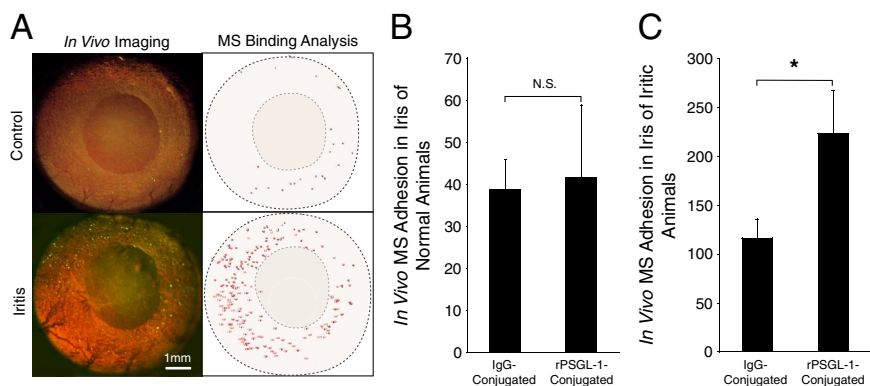 A
In Vivo Imaging
MS Binding Analysis
Control
Iritis
1mm
B
In Vivo MS Adhesion in Iris of
Normal Animals
70
60
50
40
30
20
10
0
N.S.
IgG-
Conjugated
rPSGL-1-
Conjugated
C
In Vivo MS Adhesion in Iris of Iritic
Animals
300
250
200
150
100
50
0
*
IgG-
Conjugated
rPSGL-1-
Conjugated